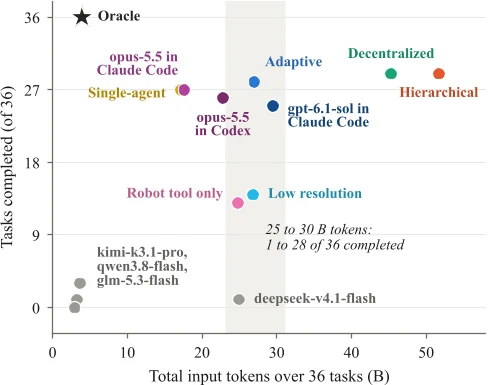 36
Oracle
opus-5.5 in
Claude Code
Single-agent
Adaptive
Decentralized
Hierarchical
27
opus-5.5
in Codex
gpt-6.1-sol in
Claude Code
18
Robot tool only
Low resolution
9
25 to 30 B tokens:
1 to 28 of 36 completed
kimi-k3.1-pro,
qwen3.8-flash,
glm-5.3-flash
deepseek-v4.1-flash
0
Tasks completed (of 36)
0 10 20 30 40 50
Total input tokens over 36 tasks (B)